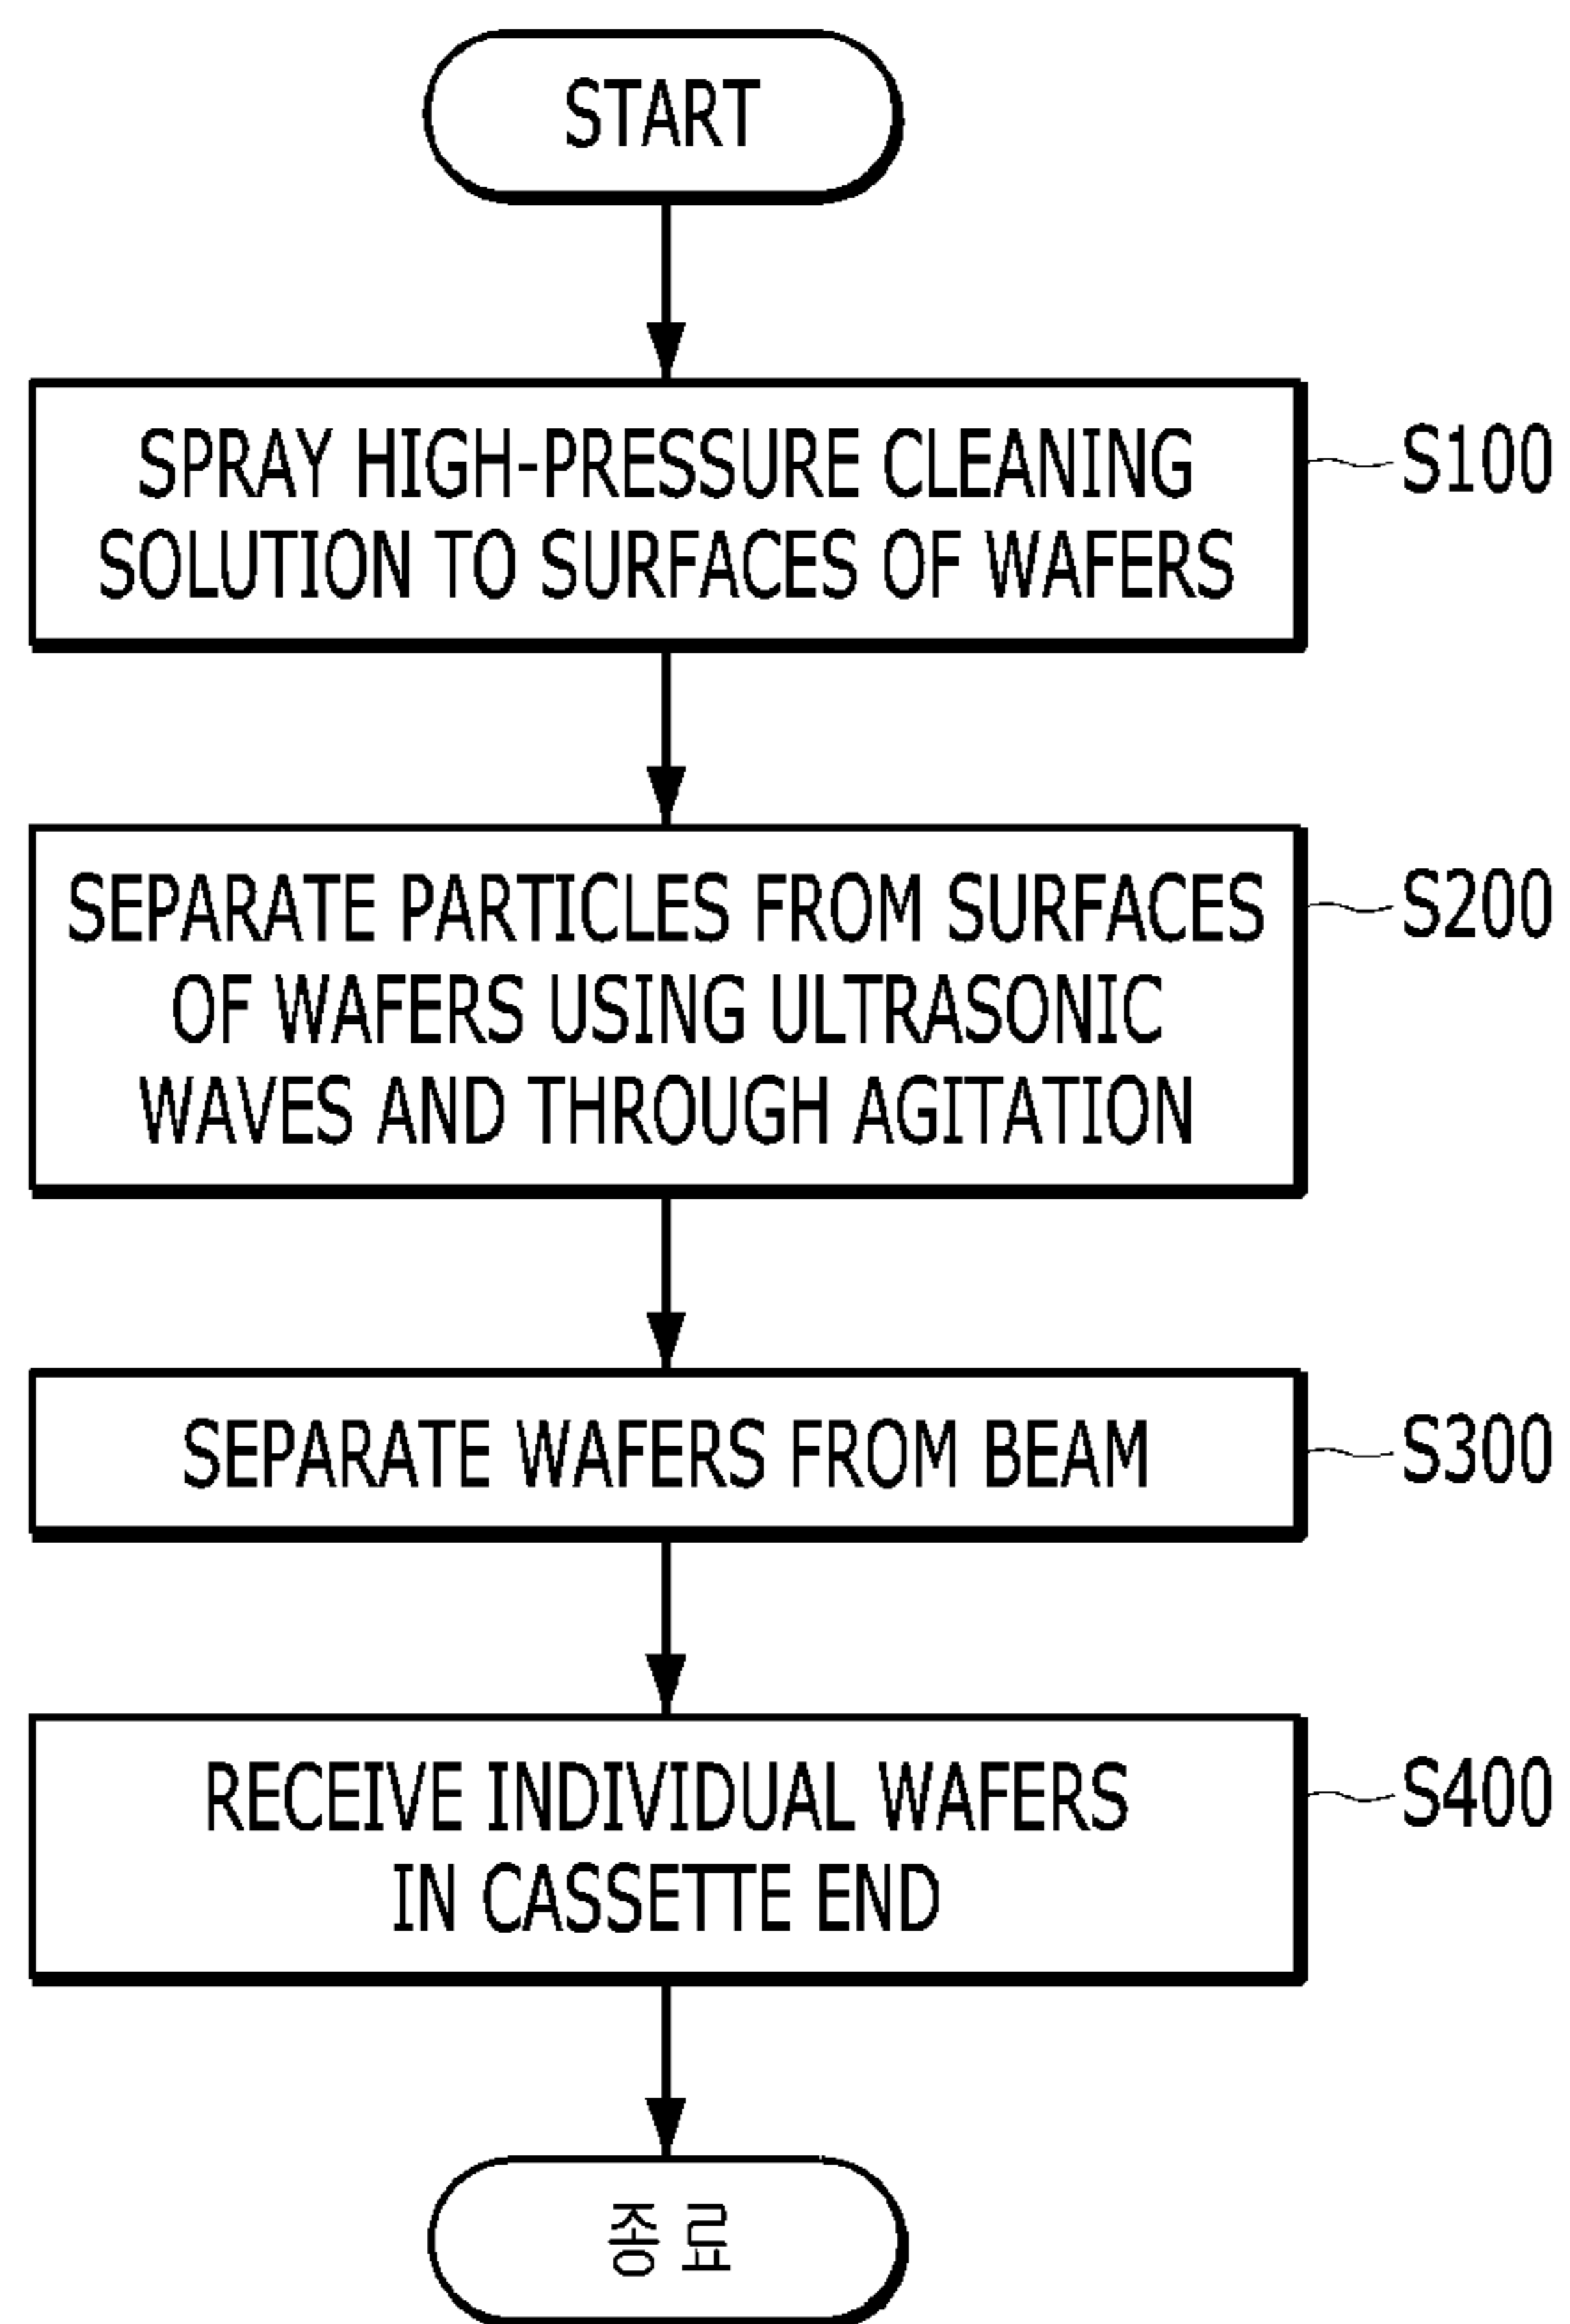 START
SPRAY HIGH-PRESSURE CLEANING
SOLUTION TO SURFACES OF WAFERS
S100
SEPARATE PARTICLES FROM SURFACES
OF WAFERS USING ULTRASONIC
WAVES AND THROUGH AGITATION
S200
SEPARATE WAFERS FROM BEAM
S300
RECEIVE INDIVIDUAL WAFERS
IN CASSETTE END
S400
종료